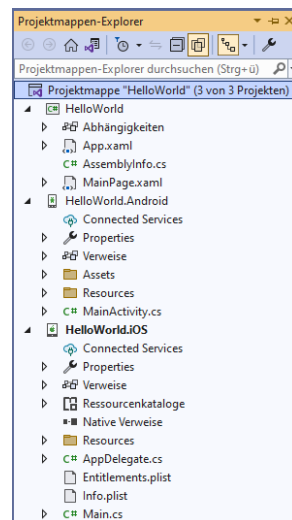 Projektmappen-Explorer
Projektmappen-Explorer durchsuchen (Strg+ü)
Projektmappe "HelloWorld" (3 von 3 Projekten)
C# HelloWorld
Abhängigkeiten
App.xaml
C# AssemblyInfo.cs
MainPage.xaml
HelloWorld.Android
Connected Services
Properties
Verweise
Assets
Resources
C# MainActivity.cs
HelloWorld.iOS
Connected Services
Properties
Verweise
Ressourcenkataloge
Native Verweise
Resources
C# AppDelegate.cs
Entitlements.plist
Info.plist
C# Main.cs